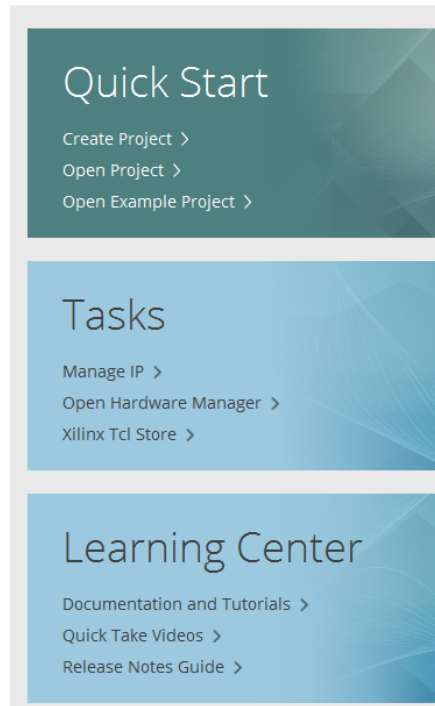 Quick Start
Create Project >
Open Project >
Open Example Project >
Tasks
Manage IP >
Open Hardware Manager >
Xilinx Tcl Store >
Learning Center
Documentation and Tutorials >
Quick Take Videos >
Release Notes Guide >